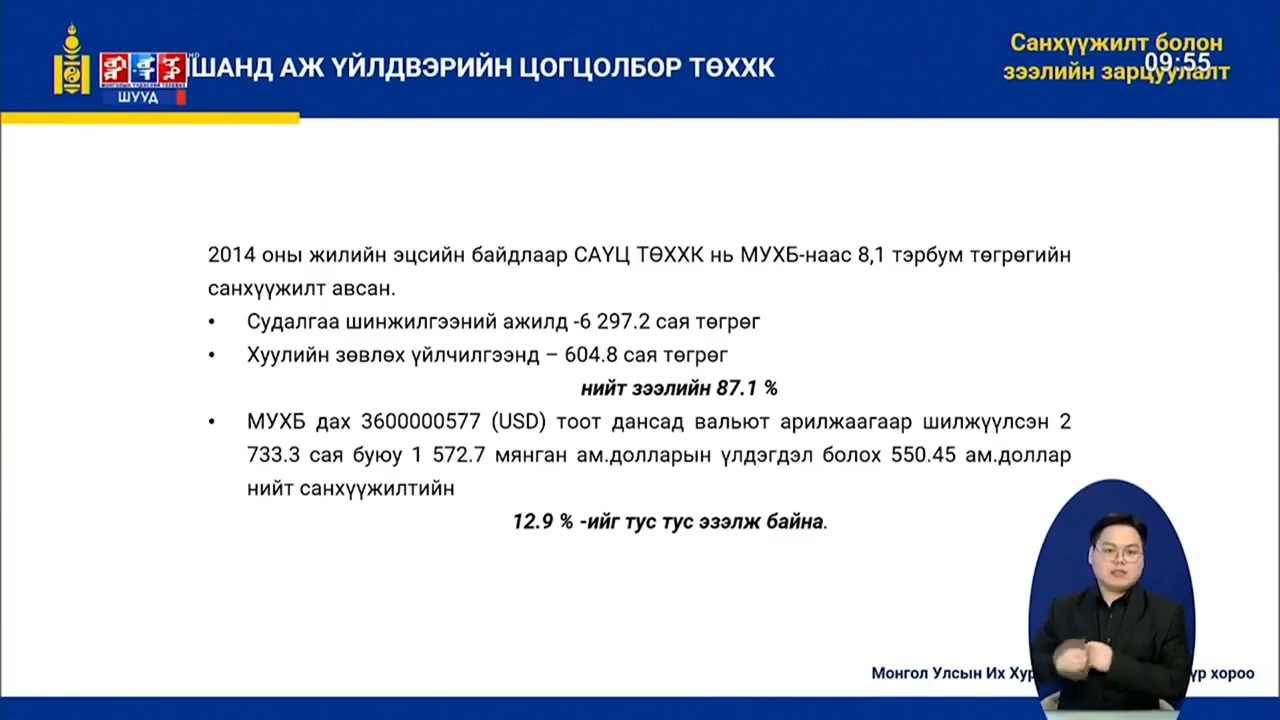 ШАНД АЖ ҮЙЛДВЭРИЙН ЦОГЦОЛБОР ТӨХХК
ШУУД
Санхүүжилт болон
зээлийн зарцуулалт
09:55
2014 оны жилийн эцсийн байдлаар САҮЦ ТӨХХК нь МУХБ-наас 8,1 тэрбум төгрөгийн
санхүүжилт авсан.
• Судалгаа шинжилгээний ажилд -6 297.2 сая төгрөг
• Хуулийн зөвлөх үйлчилгээнд – 604.8 сая төгрөг
нийт зээлийн 87.1 %
• МУХБ дах 3600000577 (USD) тоот дансад вальют арилжаагаар шилжүүлсэн 2
733.3 сая буюу 1 572.7 мянган ам.долларын үлдэгдэл болох 550.45 ам.доллар
нийт санхүүжилтийн
12.9 % -ийг тус тус эзэлж байна.
Монгол Улсын Их хороо